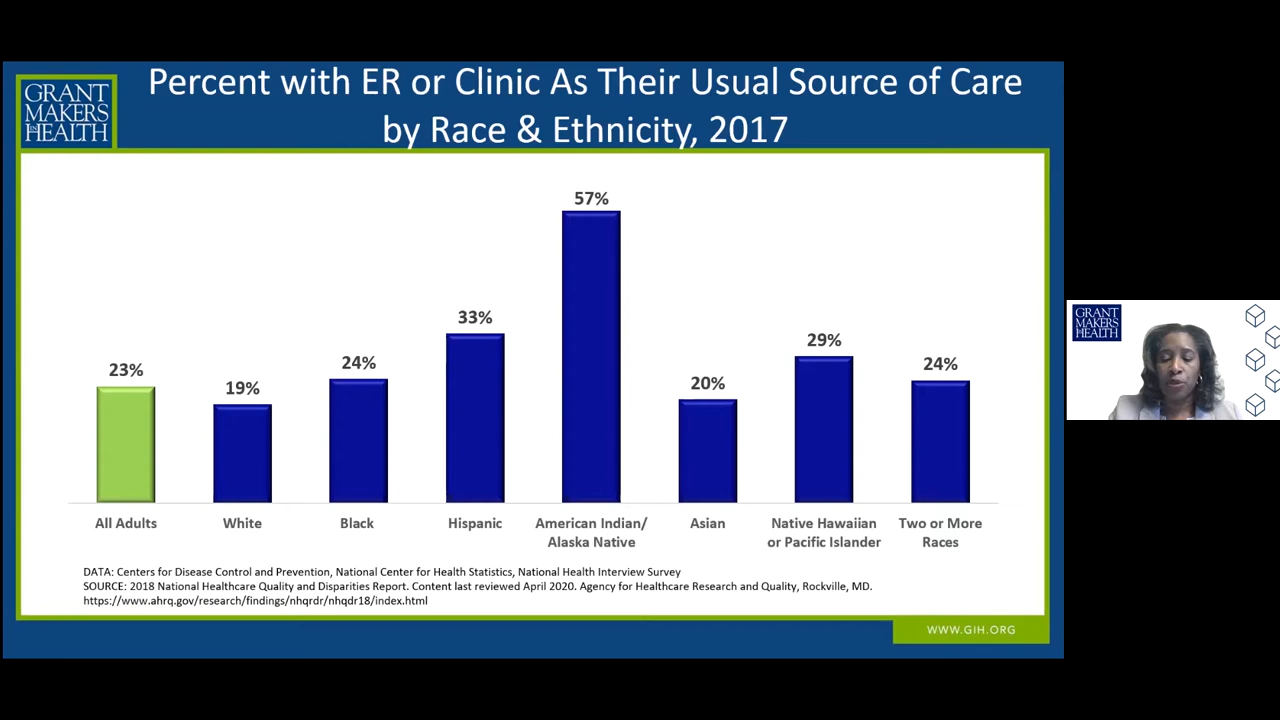 GRANT
MAKERS
IN HEALTH
Percent with ER or Clinic As Their Usual Source of Care
by Race & Ethnicity, 2017
57%
33%
29%
23%
24%
24%
19%
20%
All Adults
White
Black
Hispanic
American Indian/
Alaska Native
Asian
Native Hawaiian
or Pacific Islander
Two or More
Races
DATA: Centers for Disease Control and Prevention, National Center for Health Statistics, National Health Interview Survey
SOURCE: 2018 National Healthcare Quality and Disparities Report. Content last reviewed April 2020. Agency for Healthcare Research and Quality, Rockville, MD.
https://www.ahrq.gov/research/findings/nhqrdr/nhqdr18/index.html
WWW.GIH.ORG
GRANT
MAKERS
IN HEALTH